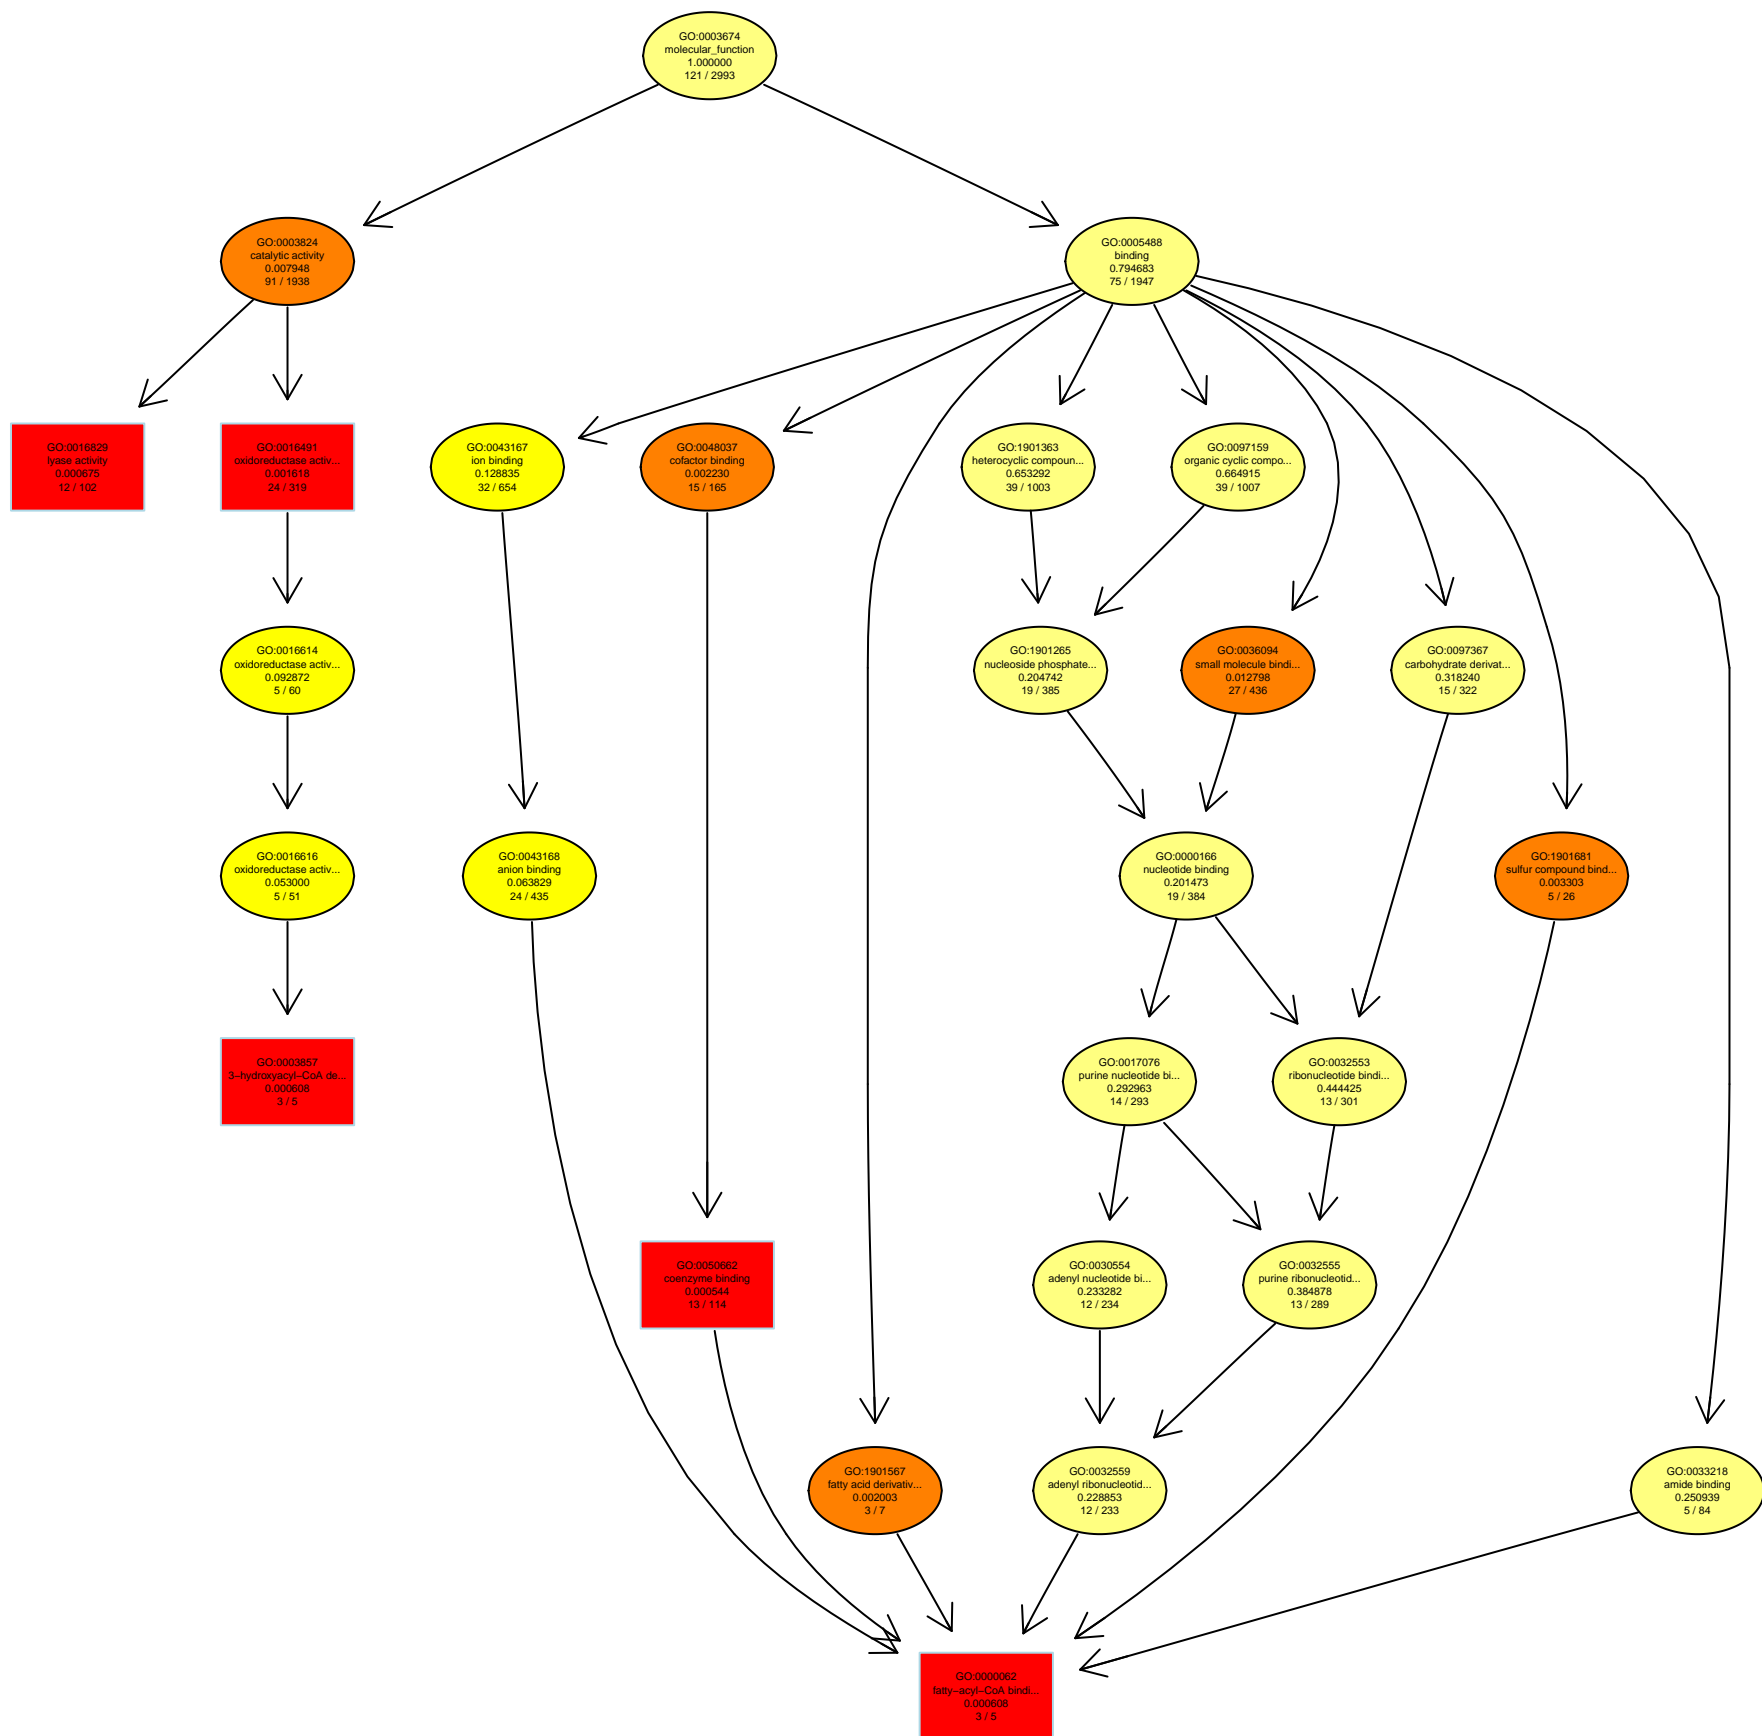 GO:0003674
molecular_function
1.000000
121 / 2993
GO:0003824
catalytic activity
0.007948
91 / 1938
GO:0005488
binding
0.794683
75 / 1947
GO:0016829
lyase activity
0.000675
12 / 102
GO:0016491
oxidoreductase activ...
0.001618
24 / 319
GO:0043167
ion binding
0.128835
32 / 654
GO:0048037
cofactor binding
0.002230
15 / 165
GO:1901363
heterocyclic compoun...
0.653292
39 / 1003
GO:0097159
organic cyclic compo...
0.664915
39 / 1007
GO:0016614
oxidoreductase activ...
0.092872
5 / 60
GO:1901265
nucleoside phosphate...
0.204742
19 / 385
GO:0036094
small molecule bindi...
0.012798
27 / 436
GO:0097367
carbohydrate derivat...
0.318240
15 / 322
GO:0016616
oxidoreductase activ...
0.053000
5 / 51
GO:0043168
anion binding
0.063829
24 / 435
GO:0000166
nucleotide binding
0.201473
19 / 384
GO:1901681
sulfur compound bind...
0.003303
5 / 26
GO:0003857
3−hydroxyacyl−CoA de...
0.000608
3 / 5
GO:0017076
purine nucleotide bi...
0.292963
14 / 293
GO:0032553
ribonucleotide bindi...
0.444425
13 / 301
GO:0050662
coenzyme binding
0.000544
13 / 114
GO:0030554
adenyl nucleotide bi...
0.233282
12 / 234
GO:0032555
purine ribonucleotid...
0.384878
13 / 289
GO:1901567
fatty acid derivativ...
0.002003
3 / 7
GO:0032559
adenyl ribonucleotid...
0.228853
12 / 233
GO:0033218
amide binding
0.250939
5 / 84
GO:0000062
fatty−acyl−CoA bindi...
0.000608
3 / 5